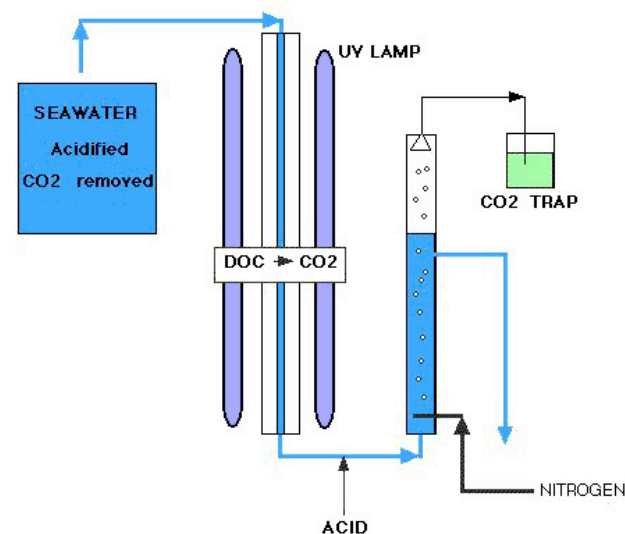 UV LAMP
SEAWATER
Acidified
CO2 removed
CO2 TRAP
DOC CO2
NITROGEN
ACID